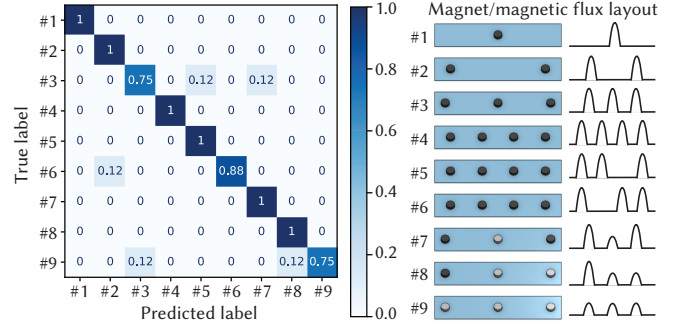 #1 1 0 0 0 0 0 0 0 0
#2 0 1 0 0 0 0 0 0 0
#3 0 0 0.75 0 0.12 0 0.12 0 0
#4 0 0 0 1 0 0 0 0 0
#5 0 0 0 0 1 0 0 0 0
#6 0 0.12 0 0 0 0.88 0 0 0
#7 0 0 0 0 0 0 1 0 0
#8 0 0 0 0 0 0 0 1 0
#9 0 0 0.12 0 0 0 0 0.12 0.75
#1 #2 #3 #4 #5 #6 #7 #8 #9
True label
Predicted label
1.0
0.8
0.6
0.4
0.2
0.0
Magnet/magnetic flux layout
#1
#2
#3
#4
#5
#6
#7
#8
#9